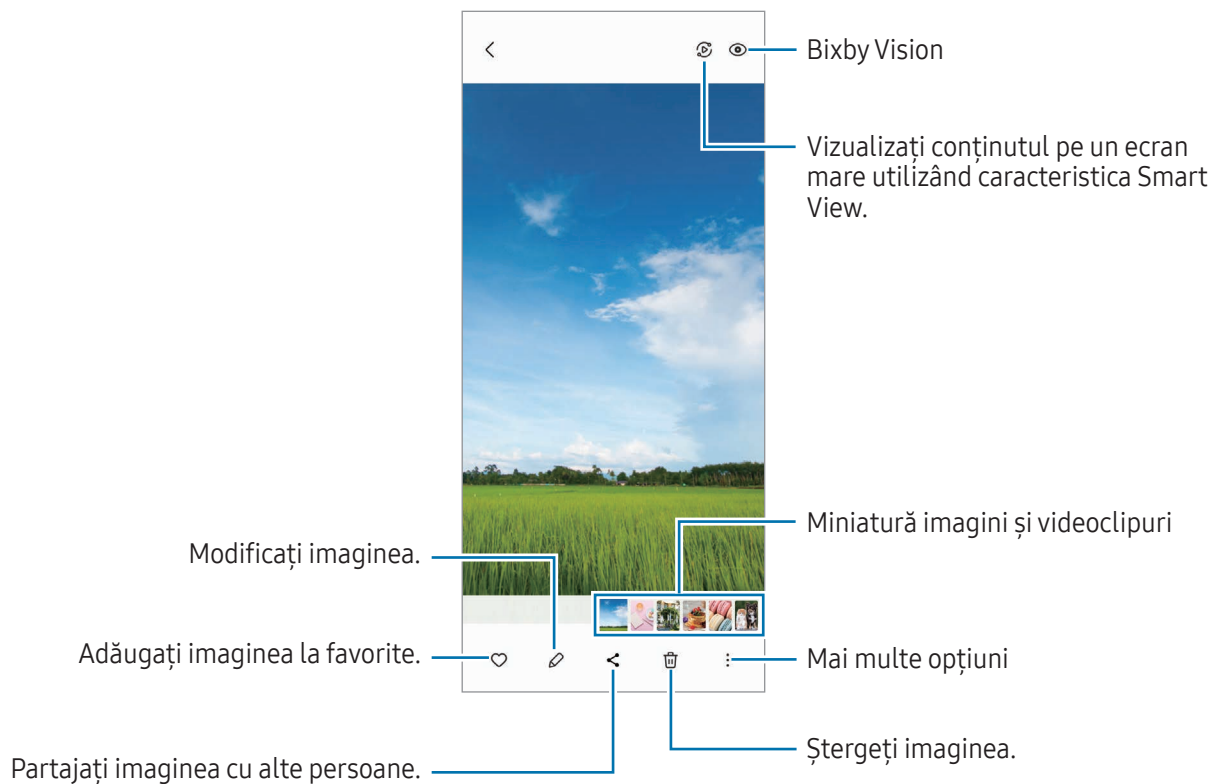 Bixby Vision
Vizualizați conținutul pe un ecran
mare utilizând caracteristica Smart
View.
Miniatură imagini și videoclipuri
Modificați imaginea.
Adăugați imaginea la favorite.
Mai multe opțiuni
Ștergeți imaginea.
Partajați imaginea cu alte persoane.